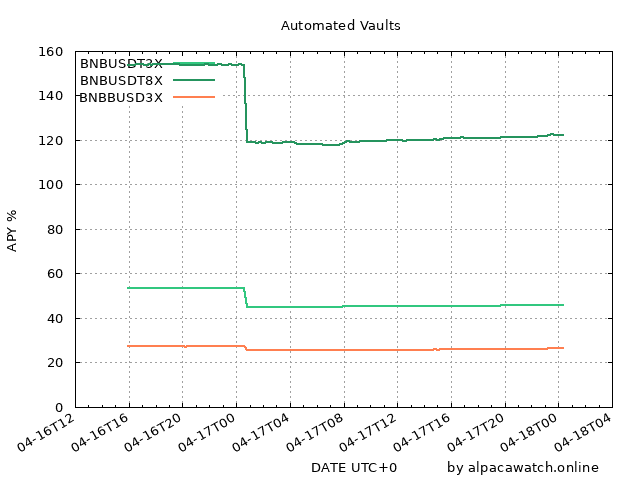 Automated Vaults
160
140
120
100
80
60
40
20
0
APY %
BNBUSDT3X
BNBUSDT8X
BNBBUSD3X
04-16T12
04-16T16
04-16T20
04-17T00
04-17T04
04-17T08
04-17T12
04-17T16
04-17T20
04-18T00
04-18T04
DATE UTC+0
by alpacawatch.online